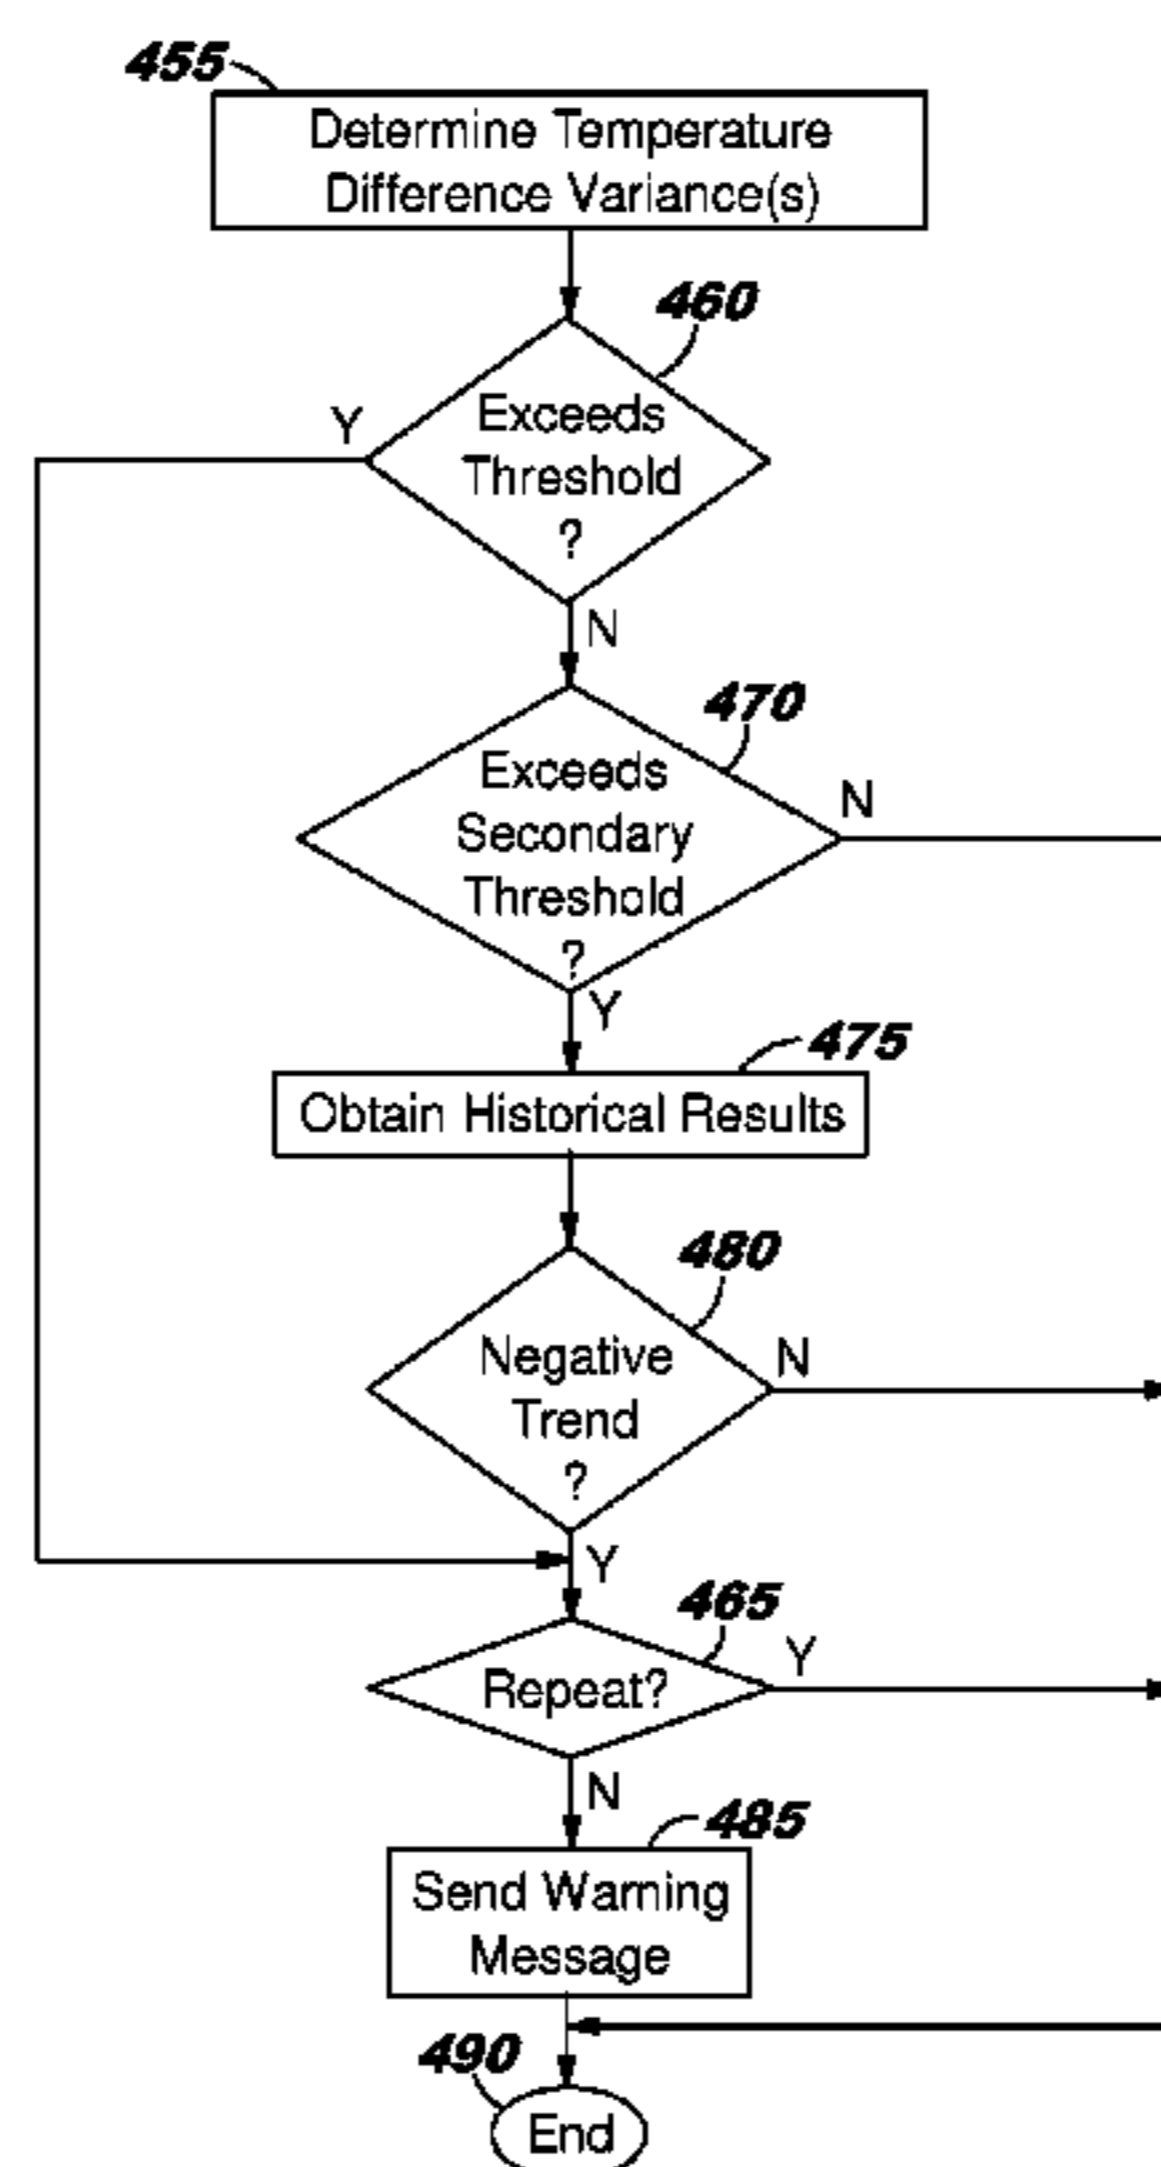 455
Determine Temperature
Difference Variance(s)
460
Y
Exceeds
Threshold
?
N
470
Exceeds
Secondary
Threshold
?
N
Y
475
Obtain Historical Results
480
Negative
Trend
?
N
Y
465
Repeat?
Y
N
485
Send Warning
Message
490
End